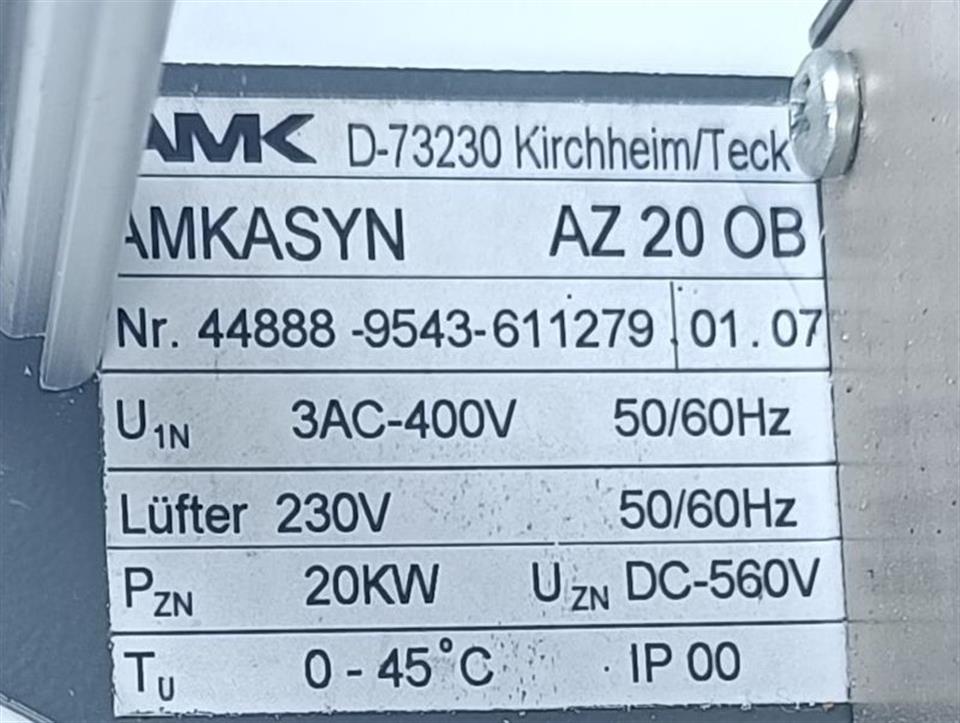 AMK D-73230 Kirchheim/Teck
AMKASYN AZ 20 OB
Nr. 44888 -9543-611279 01.07
U1N 3AC-400V 50/60Hz
Lüfter 230V 50/60Hz
PZN 20KW UZN DC-560V
TU 0 - 45°C IP 00